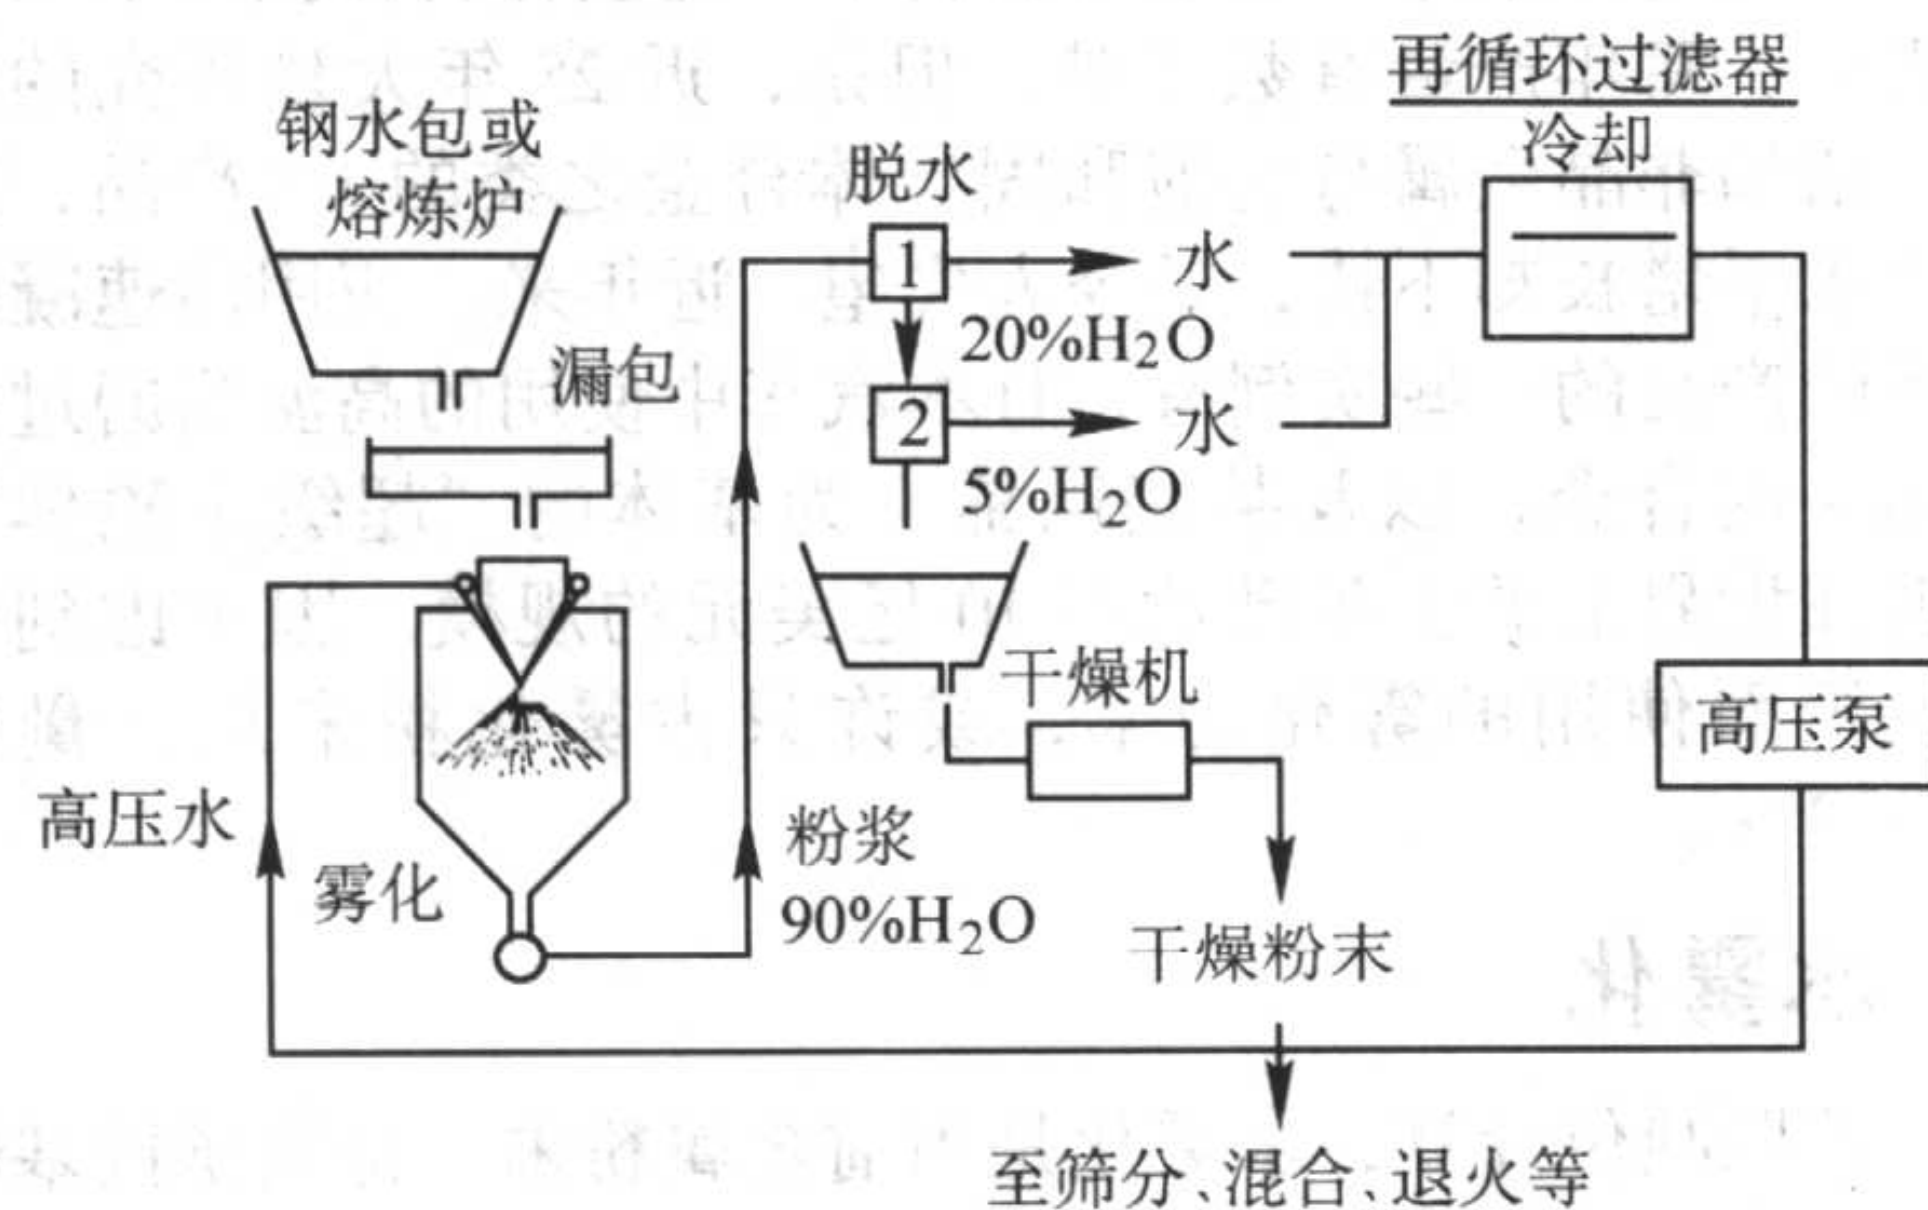 再循环过滤器
冷却
钢水包或
熔炼炉
脱水
1
水
20%H₂O
漏包
2
水
5%H₂O
干燥机
高压泵
高压水
粉浆
90%H₂O
雾化
干燥粉末
至筛分、混合、退火等